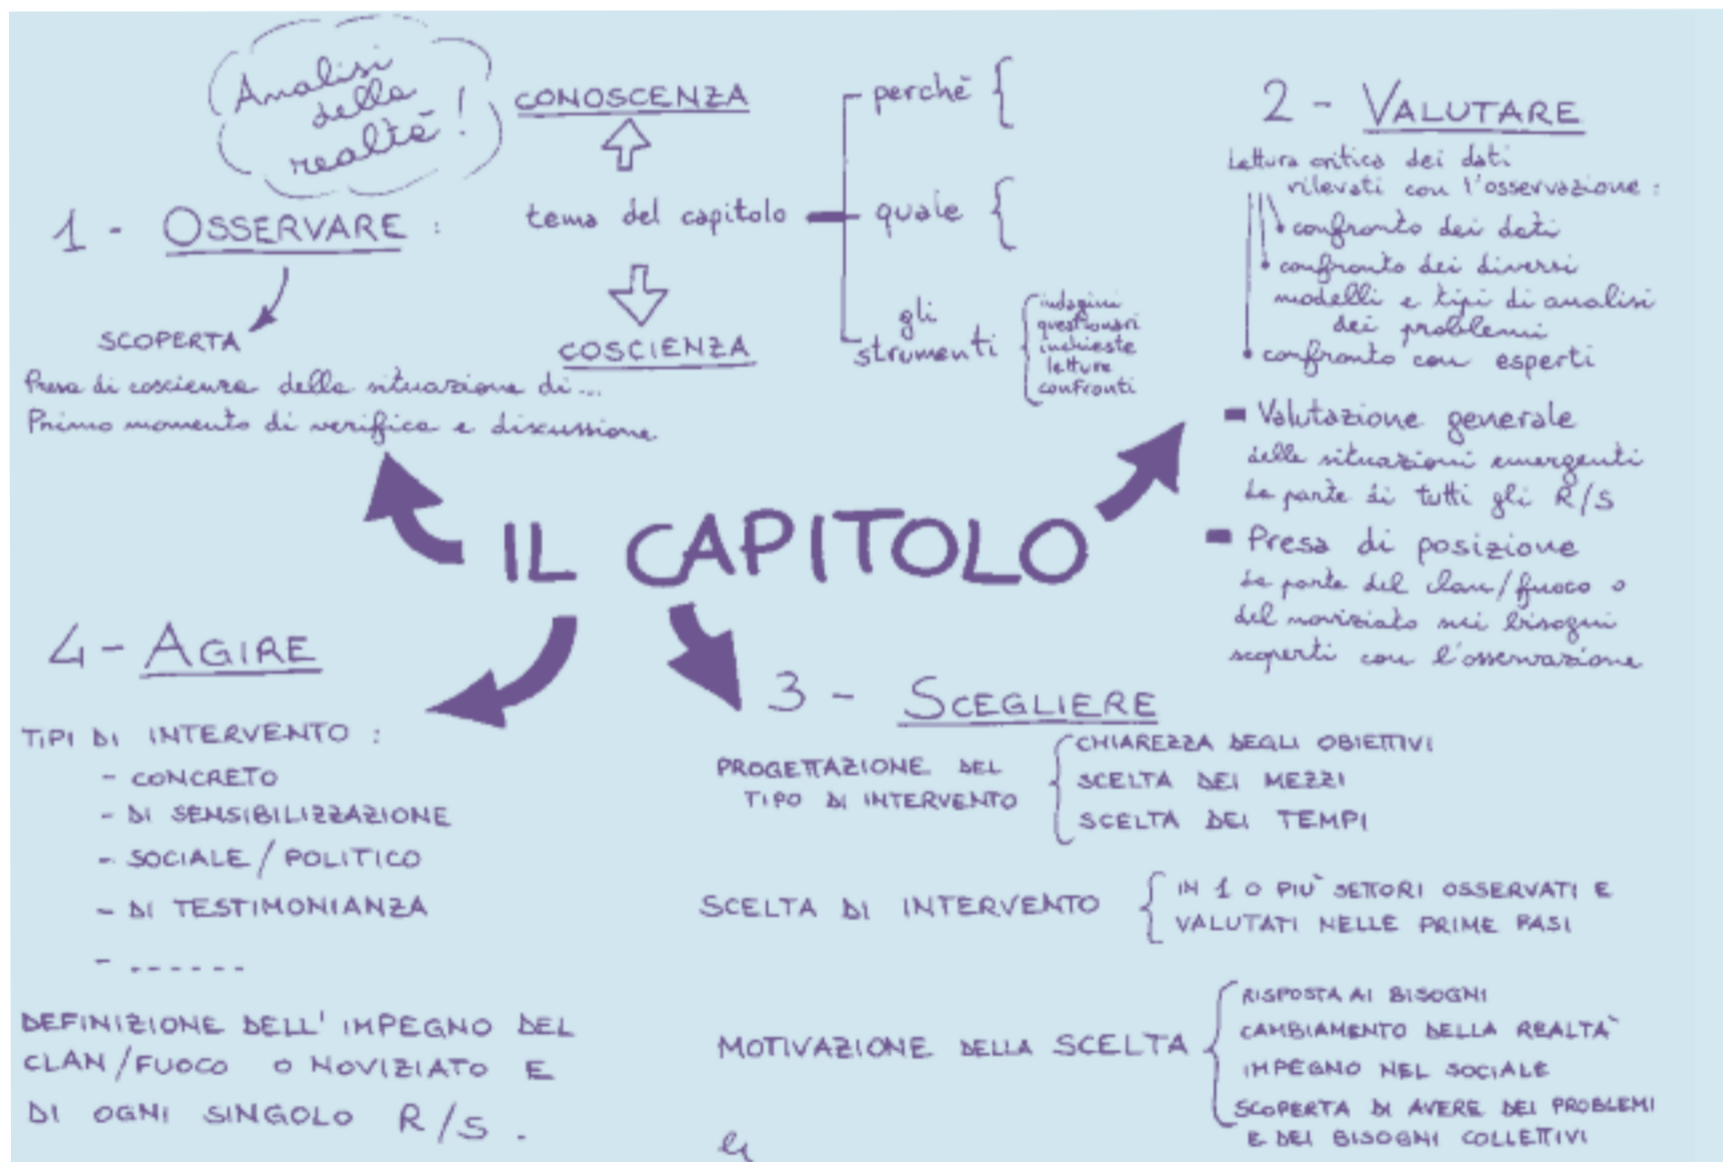 Analisi
della
realtà!
1 - OSSERVARE :
SCOPERTA
Presa di coscienza della situazione di...
Primo momento di verifica e discussione
CONOSCENZA
tema del capitolo
COSCIENZA
perchè {
quale {
gli
strumenti
indagini
questionari
inchieste
letture
confronti
2 - VALUTARE
Lettura critica dei dati
rilevati con l'osservazione :
confronto dei dati
confronto dei diversi
modelli e tipi di analisi
dei problemi
confronto con esperti
- Valutazione generale
delle situazioni emergenti
da parte di tutti gli R/S
- Presa di posizione
da parte del clan/fuoco o
del noviziato sui bisogni
scoperti con l'osservazione
IL CAPITOLO
3 - SCEGLIERE
PROGETTAZIONE DEL
TIPO DI INTERVENTO
CHIAREZZA DEGLI OBIETTIVI
SCELTA DEI MEZZI
SCELTA DEI TEMPI
SCELTA DI INTERVENTO
IN 1 O PIÙ SETTORI OSSERVATI E
VALUTATI NELLE PRIME FASI
MOTIVAZIONE DELLA SCELTA
RISPOSTA AI BISOGNI
CAMBIAMENTO DELLA REALTÀ
IMPEGNO NEL SOCIALE
SCOPERTA DI AVERE DEI PROBLEMI
E DEI BISOGNI COLLETTIVI
4 - AGIRE
TIPI DI INTERVENTO :
- CONCRETO
- DI SENSIBILIZZAZIONE
- SOCIALE / POLITICO
- DI TESTIMONIANZA
- ......
DEFINIZIONE DELL' IMPEGNO DEL
CLAN/FUOCO O NOVIZIATO E
DI OGNI SINGOLO R/S .